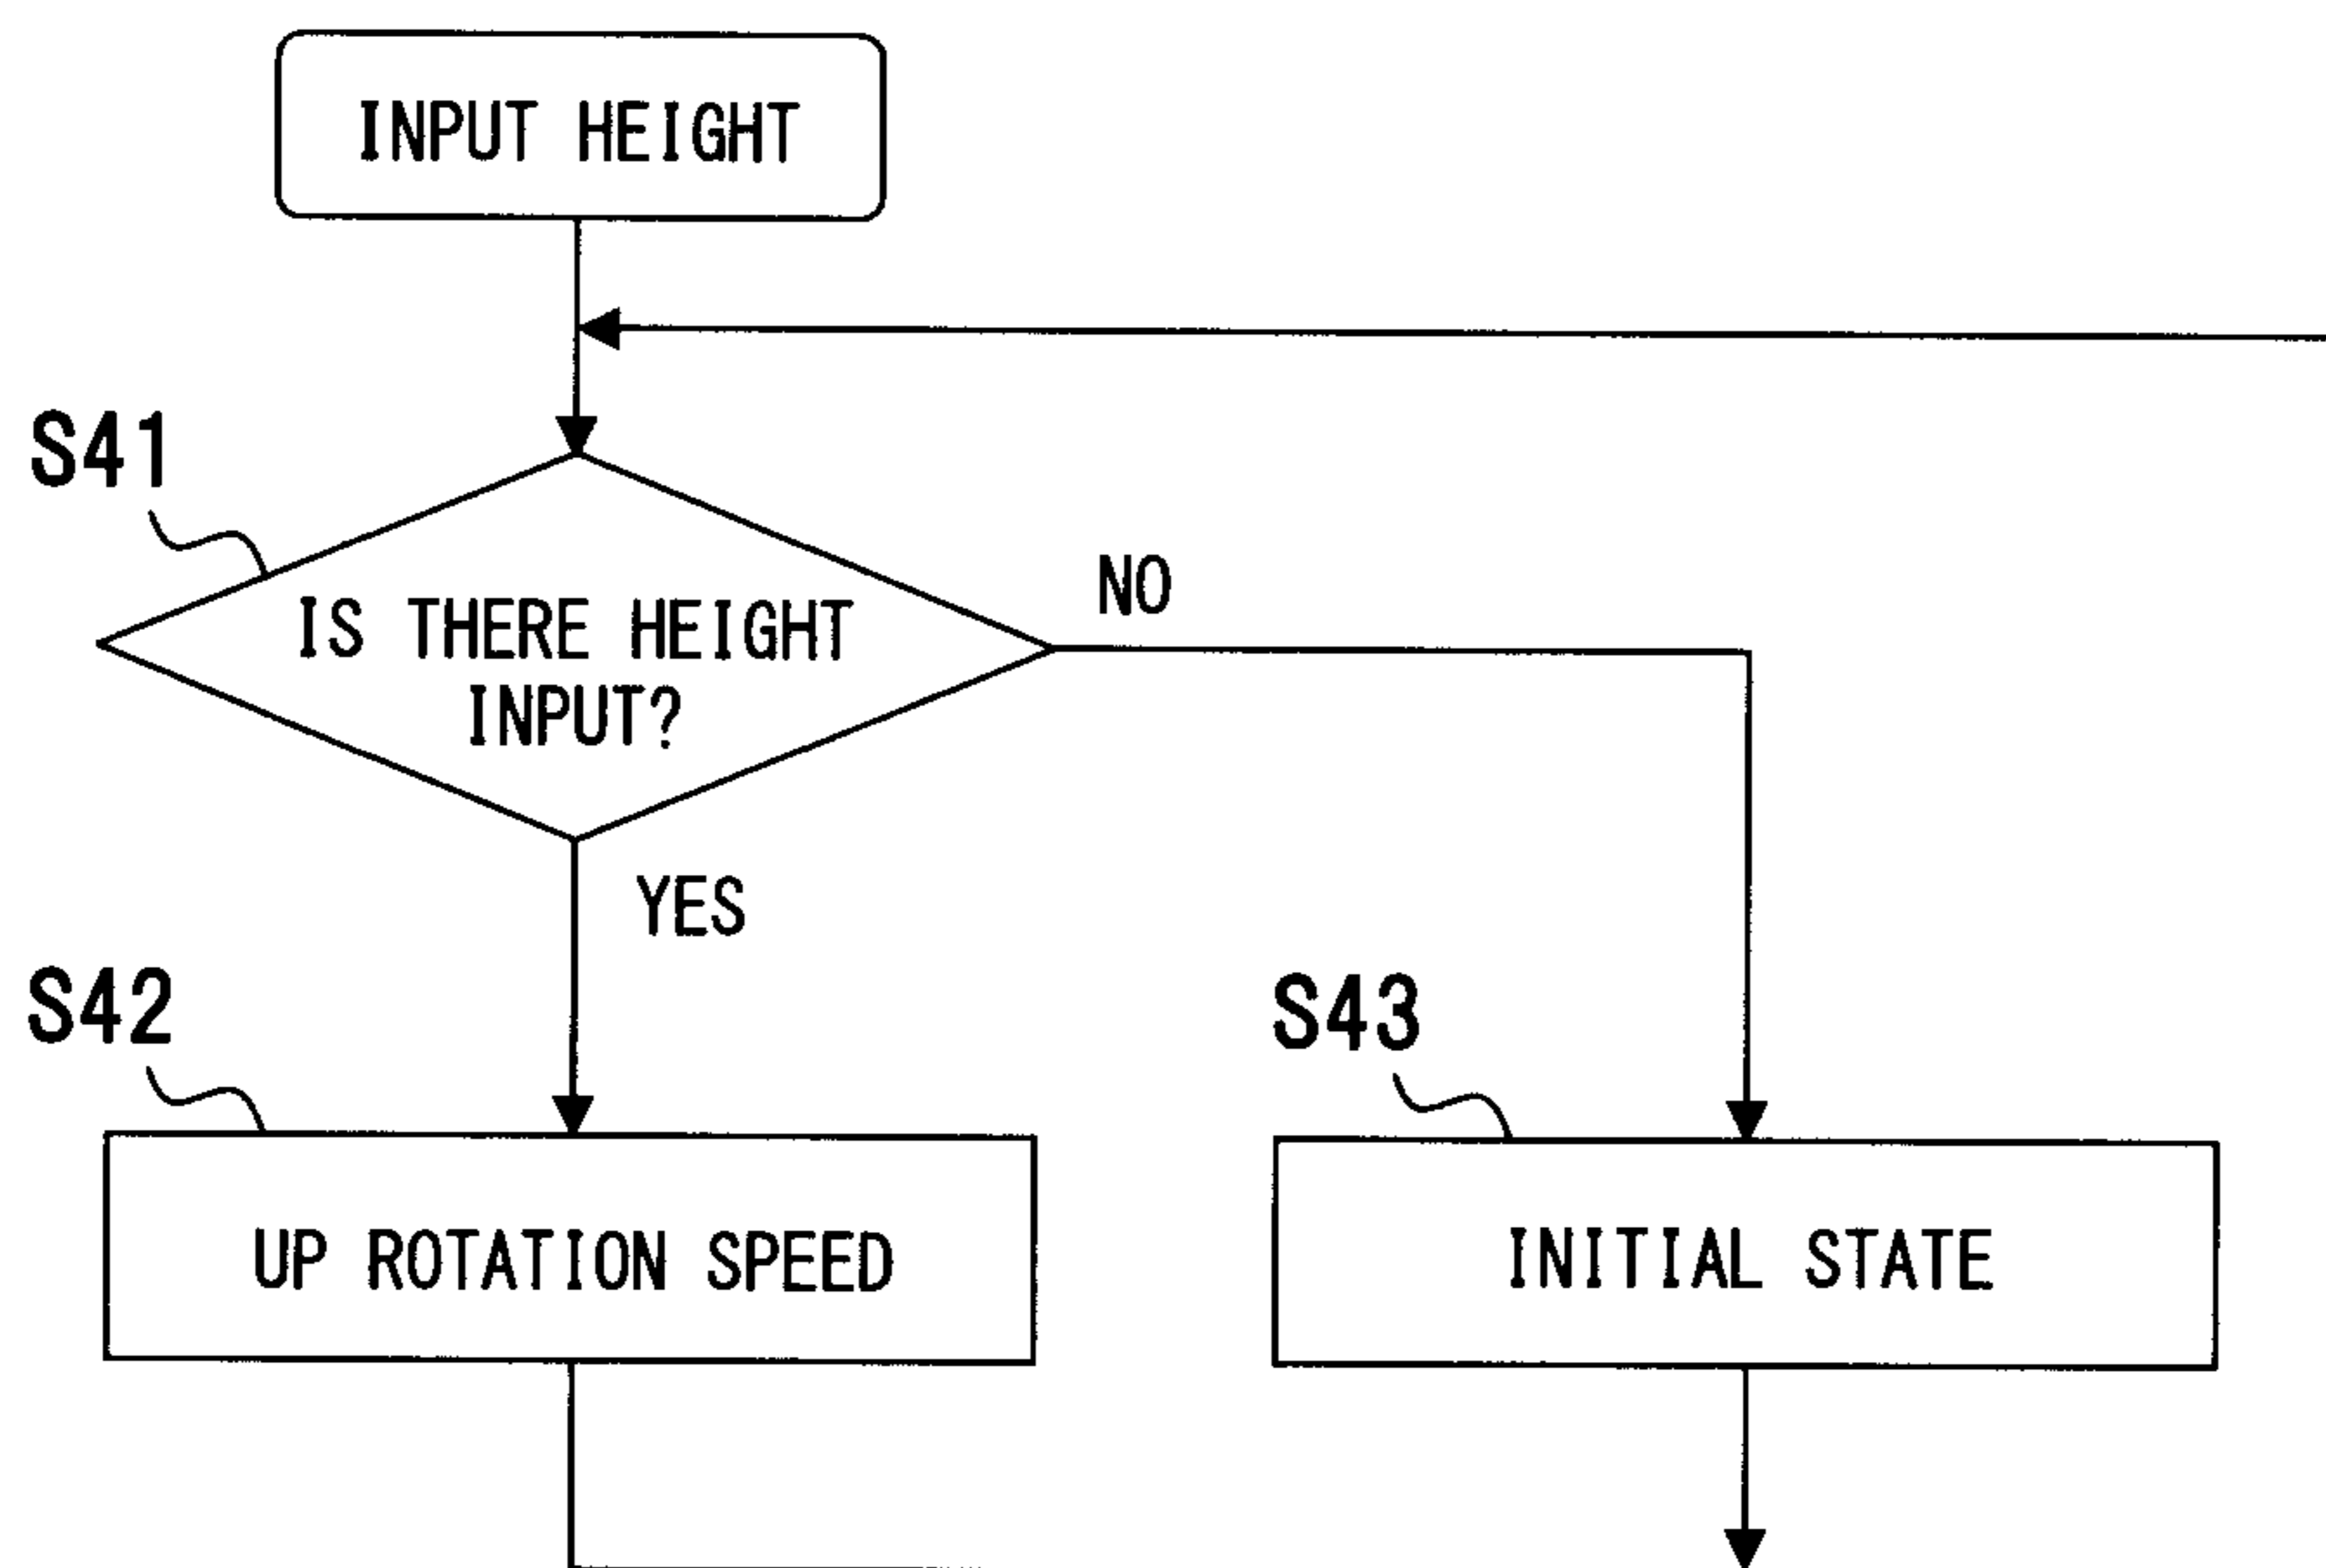 INPUT HEIGHT
S41
IS THERE HEIGHT
INPUT?
NO
YES
S42
UP ROTATION SPEED
S43
INITIAL STATE